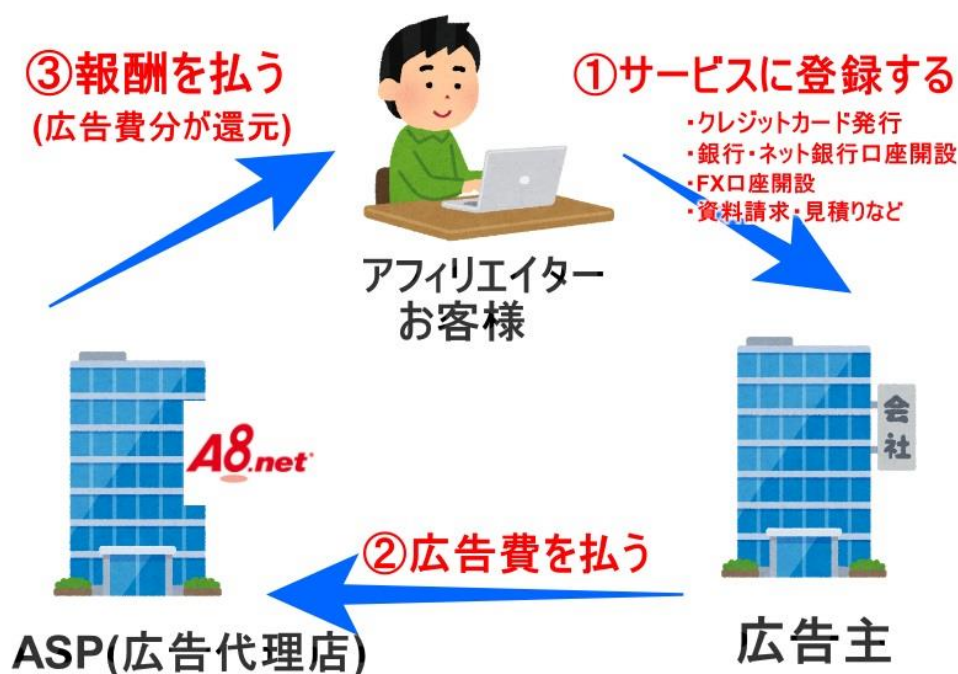 ③報酬を払う
(広告費分が還元)
①サービスに登録する
・クレジットカード発行
・銀行・ネット銀行口座開設
・FX口座開設
・資料請求・見積りなど
アフィリエイター
お客様
A8.net
会社
②広告費を払う
ASP(広告代理店)
広告主